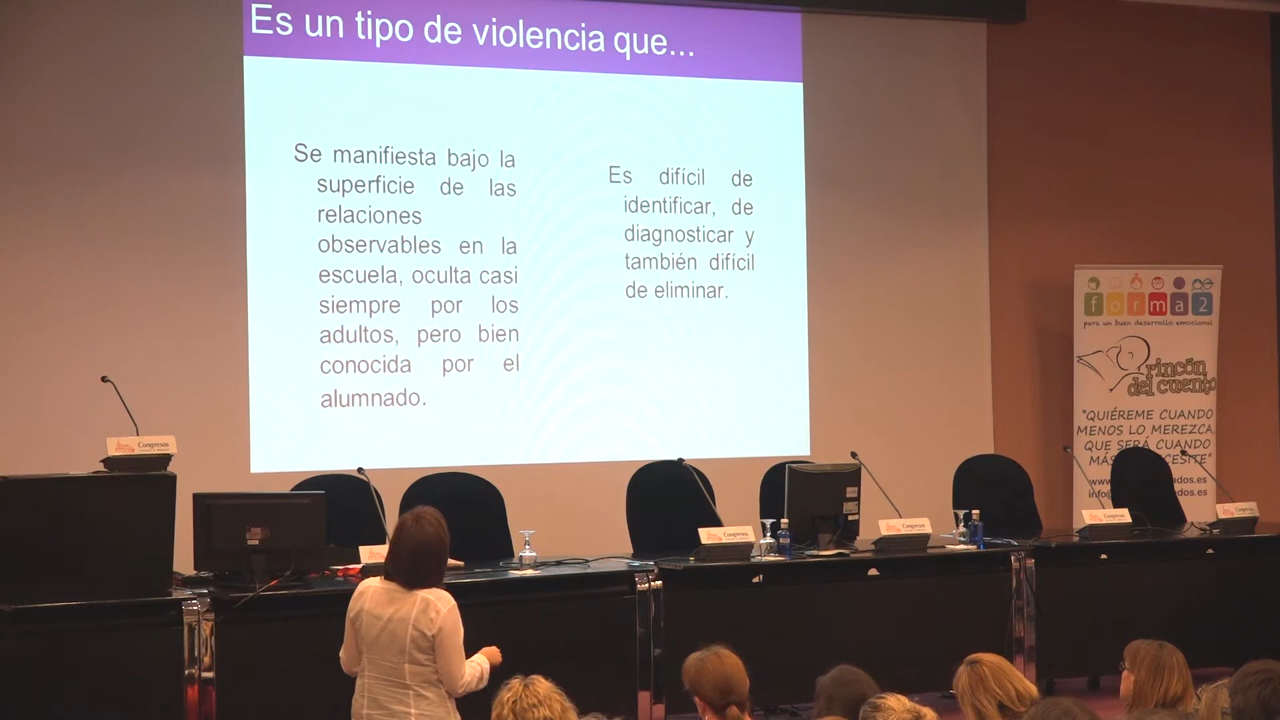 Es un tipo de violencia que...
Se manifiesta bajo la
superficie de las
relaciones
observables en la
escuela, oculta casi
siempre por los
adultos, pero bien
conocida por el
alumnado.
Es difícil de
identificar, de
diagnosticar y
también difícil
de eliminar.
forma2
para un buen desarrollo emocional
rincón
del cuento
"QUIÉREME CUANDO
MENOS LO MEREZCA,
QUE SERÁ CUANDO
Congresos
Congresos
Congresos
Congresos
Congresos